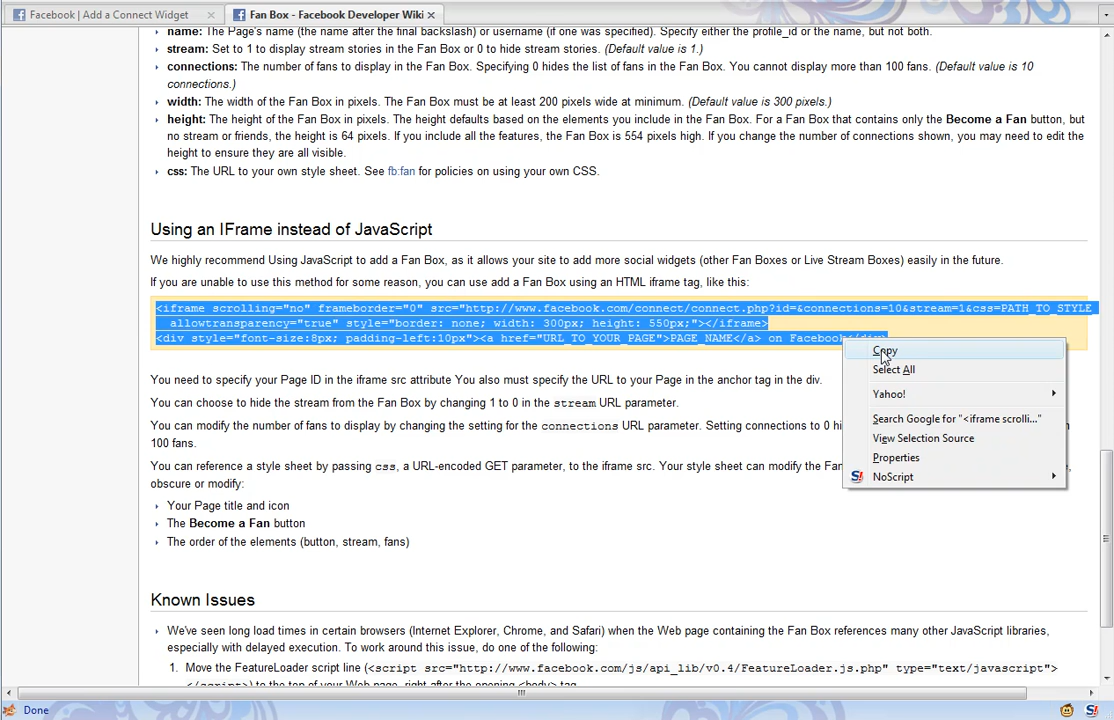 Facebook | Add a Connect Widget
Fan Box - Facebook Developer Wiki
name: The Page's name (the name after the final backslash) or username (if one was specified). Specify either the profile_id or the name, but not both.
stream: Set to 1 to display stream stories in the Fan Box or 0 to hide stream stories. (Default value is 1.)
connections: The number of fans to display in the Fan Box. Specifying 0 hides the list of fans in the Fan Box. You cannot display more than 100 fans. (Default value is 10
connections.)
width: The width of the Fan Box in pixels. The Fan Box must be at least 200 pixels wide at minimum. (Default value is 300 pixels.)
height: The height of the Fan Box in pixels. The height defaults based on the elements you include in the Fan Box. For a Fan Box that contains only the Become a Fan button, but
no stream or friends, the height is 64 pixels. If you include all the features, the Fan Box is 554 pixels high. If you change the number of connections shown, you may need to edit the
height to ensure they are all visible.
css: The URL to your own style sheet. See fb:fan for policies on using your own CSS.
Using an IFrame instead of JavaScript
We highly recommend Using JavaScript to add a Fan Box, as it allows your site to add more social widgets (other Fan Boxes or Live Stream Boxes) easily in the future.
If you are unable to use this method for some reason, you can use add a Fan Box using an HTML iframe tag, like this:
<iframe scrolling="no" frameborder="0" src="http://www.facebook.com/connect/connect.php?id=&connections=10&stream=1&css=PATH_TO_STYLE
allowtransparency="true" style="border: none; width: 300px; height: 550px;"></iframe>
<div style="font-size:8px; padding-left:10px"><a href="URL_TO_YOUR_PAGE">PAGE_NAME</a> on Facebook</div>
Copy
Select All
Yahoo!
Search Google for "<iframe scrolli..."
View Selection Source
Properties
NoScript
You need to specify your Page ID in the iframe src attribute You also must specify the URL to your Page in the anchor tag in the div.
You can choose to hide the stream from the Fan Box by changing 1 to 0 in the stream URL parameter.
You can modify the number of fans to display by changing the setting for the connections URL parameter. Setting connections to 0 hi
100 fans.
You can reference a style sheet by passing css, a URL-encoded GET parameter, to the iframe src. Your style sheet can modify the Fan
obscure or modify:
Your Page title and icon
The Become a Fan button
The order of the elements (button, stream, fans)
Known Issues
We've seen long load times in certain browsers (Internet Explorer, Chrome, and Safari) when the Web page containing the Fan Box references many other JavaScript libraries,
especially with delayed execution. To work around this issue, do one of the following:
1. Move the FeatureLoader script line (<script src="http://www.facebook.com/js/api_lib/v0.4/FeatureLoader.js.php" type="text/javascript">
</script>) to the top of your Web page, right after the opening <body> tag
Done